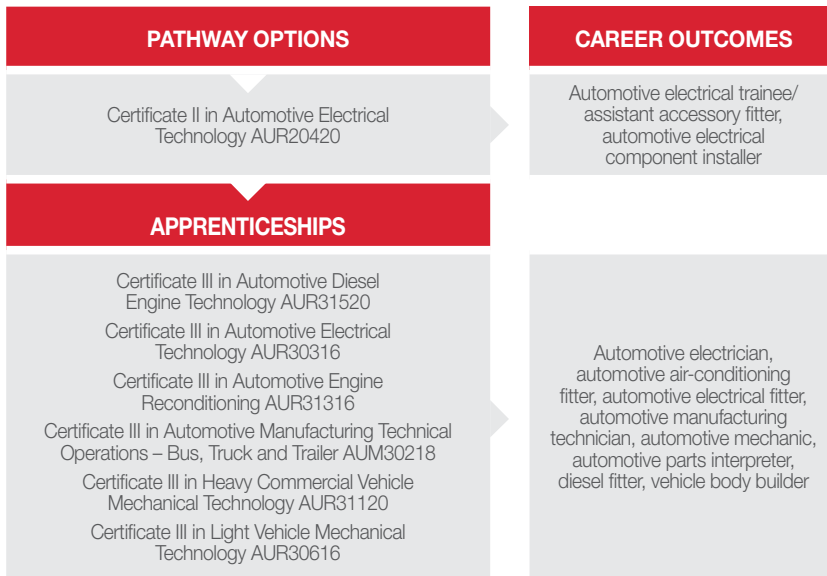 PATHWAY OPTIONS
CAREER OUTCOMES
Certificate II in Automotive Electrical
Technology AUR20420
Automotive electrical trainee/
assistant accessory fitter,
automotive electrical
component installer
APPRENTICESHIPS
Certificate III in Automotive Diesel
Engine Technology AUR31520
Certificate III in Automotive Electrical
Technology AUR30316
Certificate III in Automotive Engine
Reconditioning AUR31316
Certificate III in Automotive Manufacturing Technical
Operations – Bus, Truck and Trailer AUM30218
Certificate III in Heavy Commercial Vehicle
Mechanical Technology AUR31120
Certificate III in Light Vehicle Mechanical
Technology AUR30616
Automotive electrician,
automotive air-conditioning
fitter, automotive electrical fitter,
automotive manufacturing
technician, automotive mechanic,
automotive parts interpreter,
diesel fitter, vehicle body builder